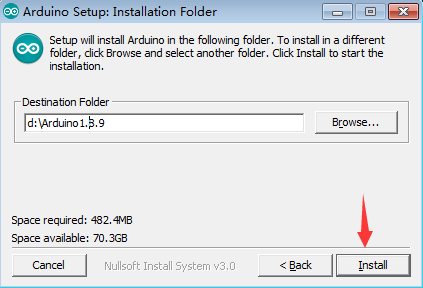 Arduino Setup: Installation Folder
Setup will install Arduino in the following folder. To install in a different
folder, click Browse and select another folder. Click Install to start the
installation.
Destination Folder
d:\Arduino1.8.9
Browse...
Space required: 482.4MB
Space available: 70.3GB
Cancel
Nullsoft Install System v3.0
< Back
Install